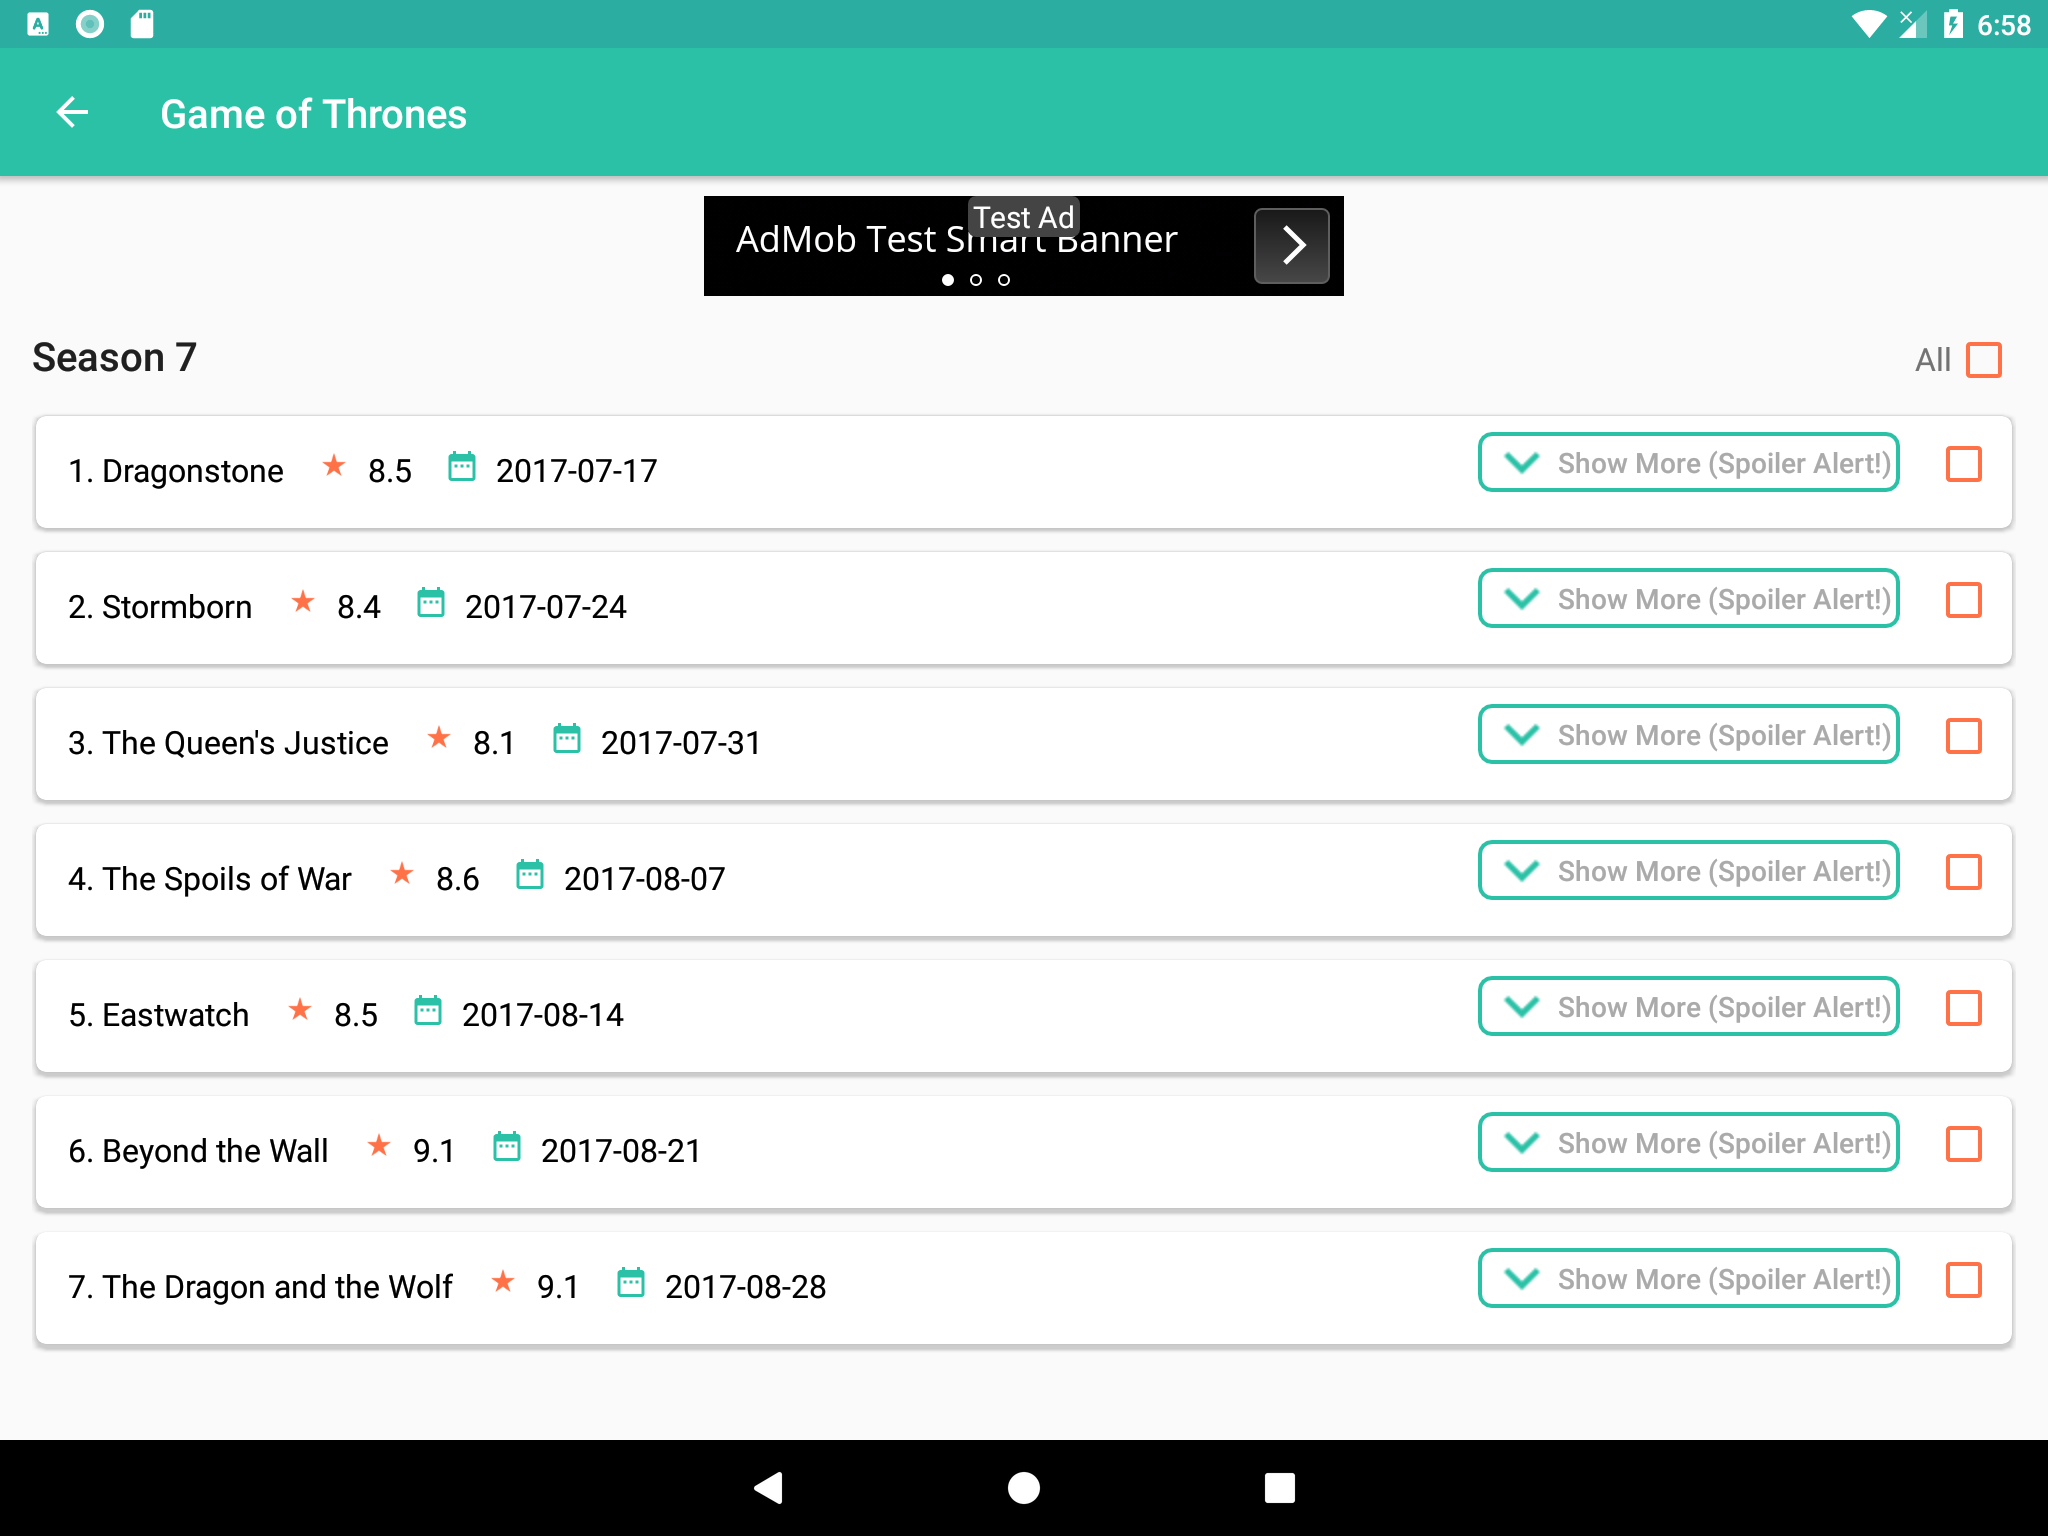 6:58
Game of Thrones
Test Ad
AdMob Test Smart Banner
Season 7
All
1. Dragonstone 8.5 2017-07-17 Show More (Spoiler Alert!)
2. Stormborn 8.4 2017-07-24 Show More (Spoiler Alert!)
3. The Queen's Justice 8.1 2017-07-31 Show More (Spoiler Alert!)
4. The Spoils of War 8.6 2017-08-07 Show More (Spoiler Alert!)
5. Eastwatch 8.5 2017-08-14 Show More (Spoiler Alert!)
6. Beyond the Wall 9.1 2017-08-21 Show More (Spoiler Alert!)
7. The Dragon and the Wolf 9.1 2017-08-28 Show More (Spoiler Alert!)